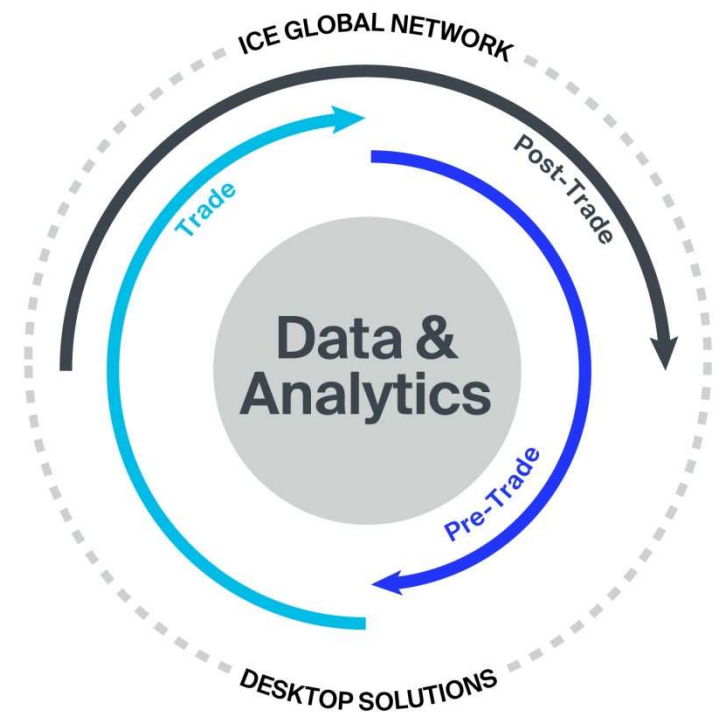 ICE GLOBAL NETWORK
Post-Trade
Trade
Data &
Analytics
Pre-Trade
DESKTOP SOLUTIONS